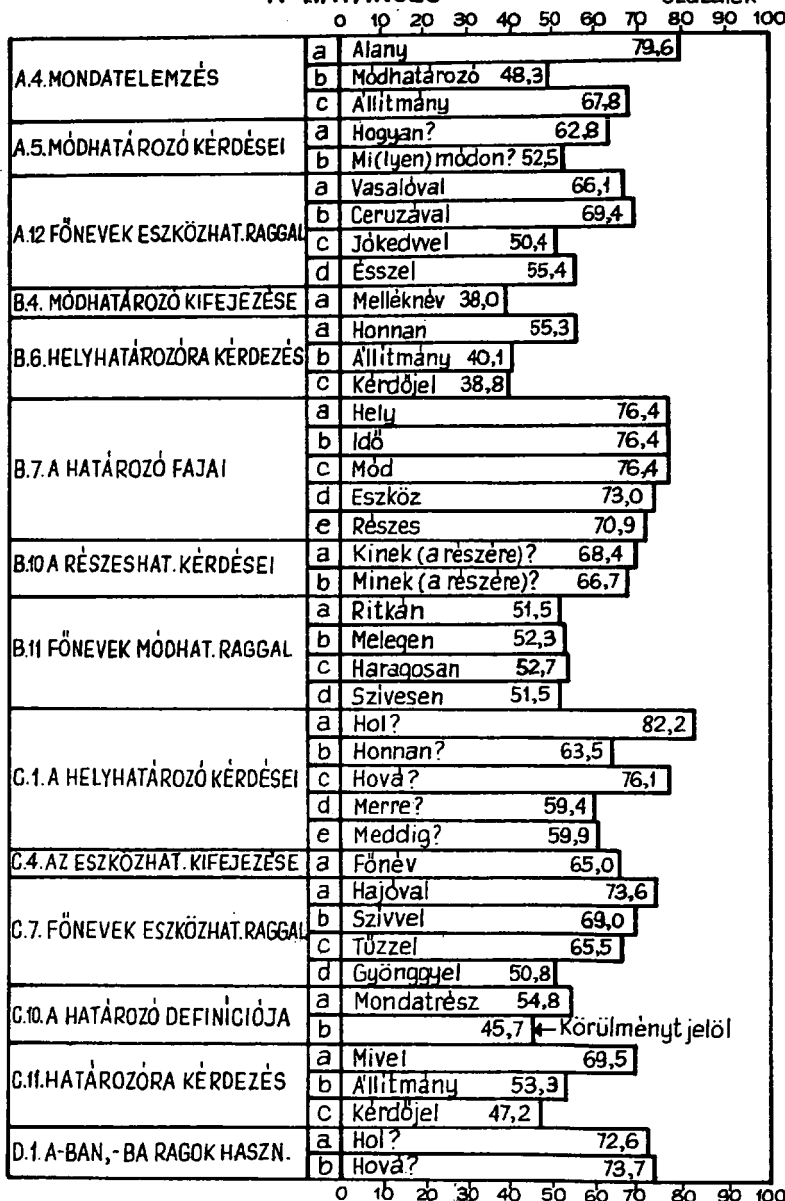 0 10 20 30 40 50 60 70 80 90 100
A.4. MONDATELEMZÉS
a Alany 79,6
b Módhatározó 48,3
c Állítmány 67,8
A.5. MÓDHATÁROZÓ KÉRDÉSEI
a Hogyan? 62,8
b Mi(lyen) módon? 52,5
A.12 FŐNEVEK ESZKÖZHAT. RAGGAL
a Vasalóval 66,1
b Ceruzával 69,4
c Jókedvvel 50,4
d Ésszel 55,4
B.4. MÓDHATÁROZÓ KIFEJEZÉSE
a Melléknév 38,0
B.6. HELYHATÁROZÓRA KÉRDEZÉS
a Honnan 55,3
b Állítmány 40,1
c Kérdőjel 38,8
B.7. A HATÁROZÓ FAJAI
a Hely 76,4
b Idő 76,4
c Mód 76,4
d Eszköz 73,0
e Részes 70,9
B.10 A RÉSZESHAT. KÉRDÉSEI
a Kinek (a részére)? 68,4
b Minek (a részére)? 66,7
B.11 FŐNEVEK MÓDHAT. RAGGAL
a Ritkán 51,5
b Melegen 52,3
c Haragosan 52,7
d Szívesen 51,5
C.1. A HELYHATÁROZÓ KÉRDÉSEI
a Hol? 82,2
b Honnan? 63,5
c Hová? 76,1
d Merre? 59,4
e Meddig? 59,9
C.4. AZ ESZKÖZHAT. KIFEJEZÉSE
a Főnév 65,0
C.7. FŐNEVEK ESZKÖZHAT. RAGGAL
a Hajóval 73,6
b Szívvel 69,0
c Tűzzel 65,5
d Gyönggyel 50,8
C.10. A HATÁROZÓ DEFINÍCIÓJA
a Mondatrész 54,8
b 45,7 ← Körülményt jelöl
C.11. HATÁROZÓRA KÉRDEZÉS
a Mivel 69,5
b Állítmány 53,3
c Kérdőjel 47,2
D.1. A -BAN, -BA RAGOK HASZN.
a Hol? 72,6
b Hová? 73,7
0 10 20 30 40 50 60 70 80 90 100